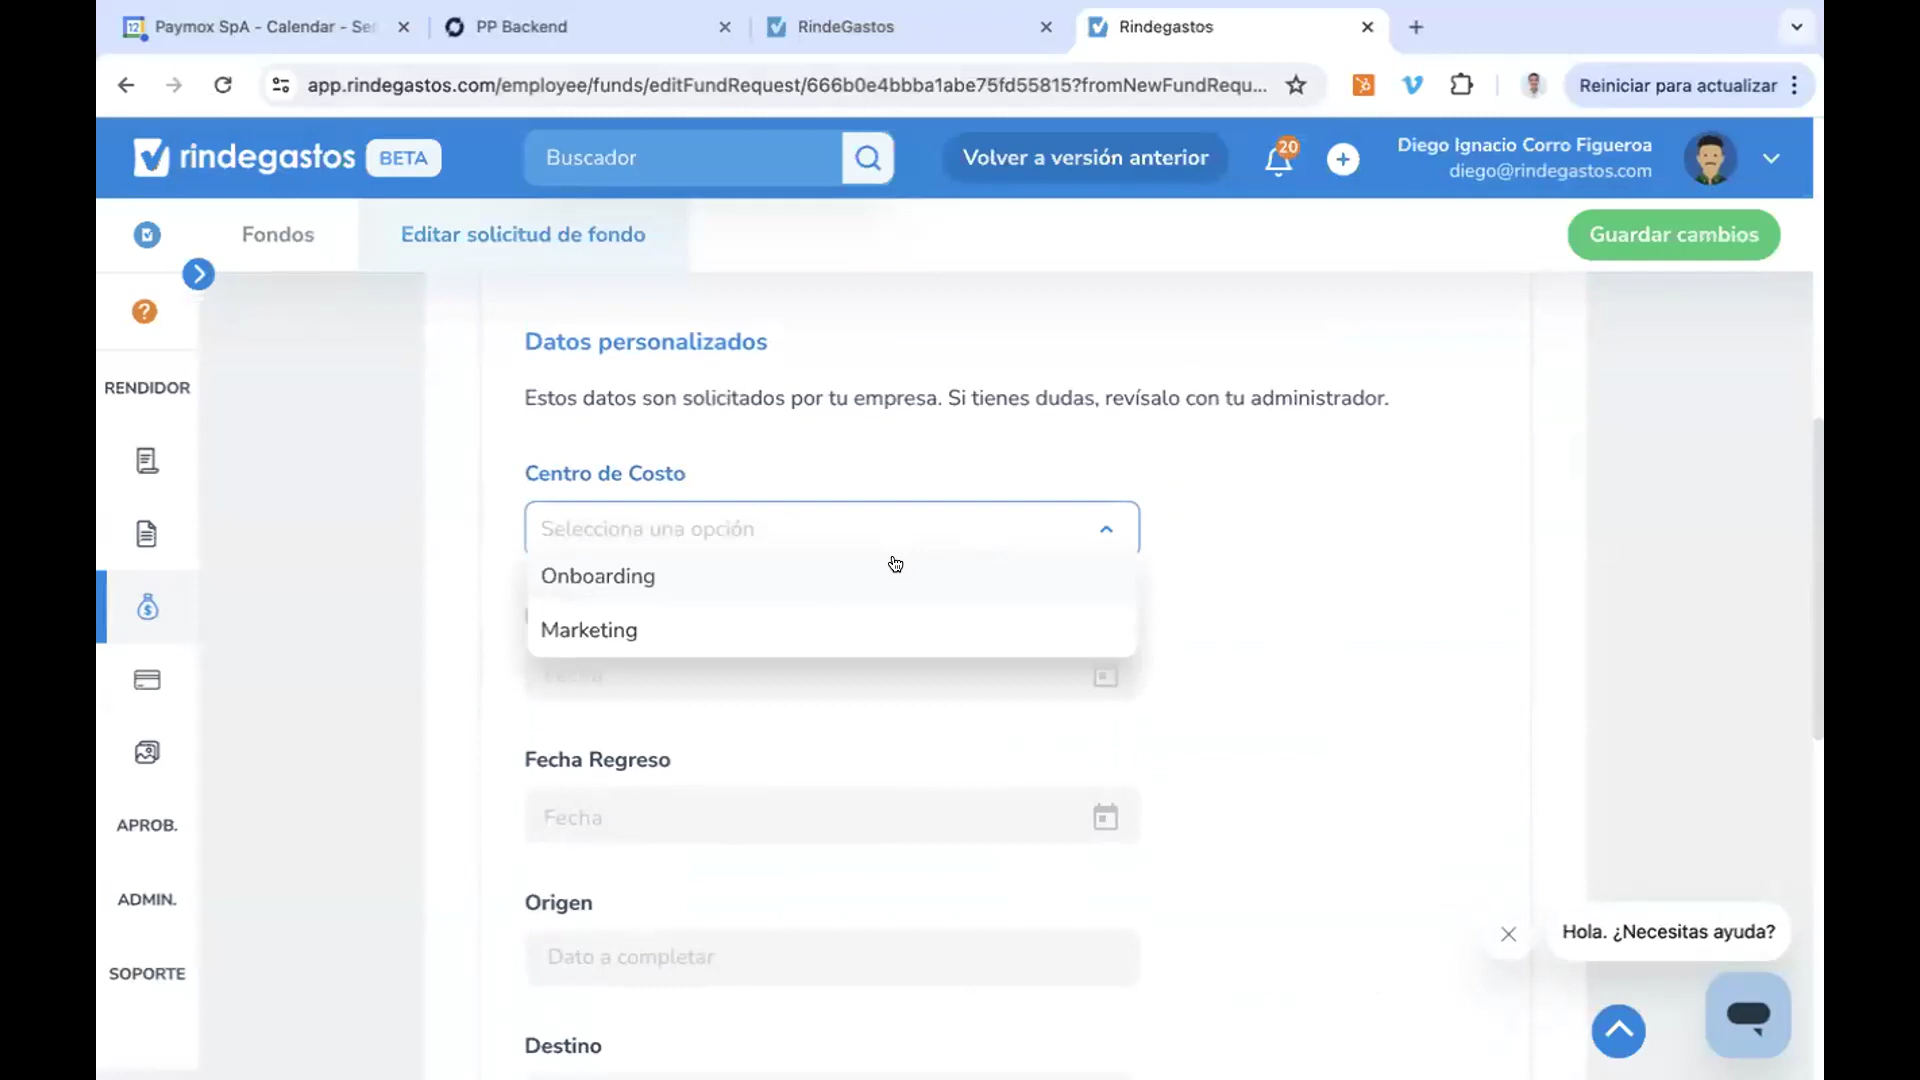 Paymox SpA - Calendar - Se
PP Backend
RindeGastos
Rindegastos
app.rindegastos.com/employee/funds/editFundRequest/666b0e4bbba1abe75fd55815?fromNewFundRequ...
Reiniciar para actualizar
rindegastos
BETA
Buscador
Volver a versión anterior
20
Diego Ignacio Corro Figueroa
diego@rindegastos.com
Fondos
Editar solicitud de fondo
Guardar cambios
RENDIDOR
APROB.
ADMIN.
SOPORTE
Datos personalizados
Estos datos son solicitados por tu empresa. Si tienes dudas, revísalo con tu administrador.
Centro de Costo
Selecciona una opción
Onboarding
Marketing
Fecha
Fecha Regreso
Fecha
Origen
Dato a completar
Destino
Hola. ¿Necesitas ayuda?